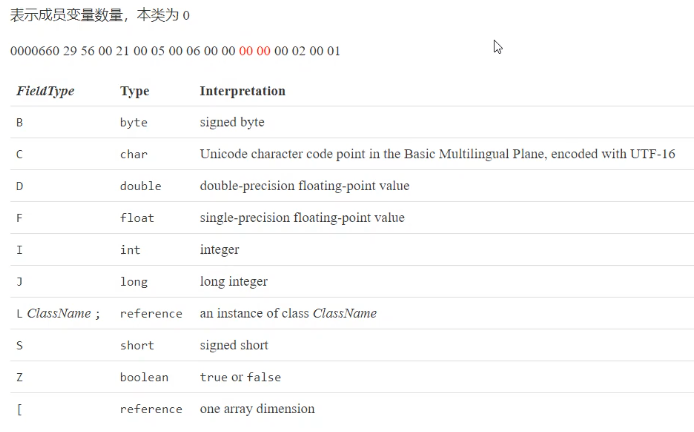 表示成员变量数量，本类为 0
0000660 29 56 00 21 00 05 00 06 00 00 00 00 00 02 00 01
FieldType Type Interpretation
B byte signed byte
C char Unicode character code point in the Basic Multilingual Plane, encoded with UTF-16
D double double-precision floating-point value
F float single-precision floating-point value
I int integer
J long long integer
L ClassName ; reference an instance of class ClassName
S short signed short
Z boolean true or false
[ reference one array dimension